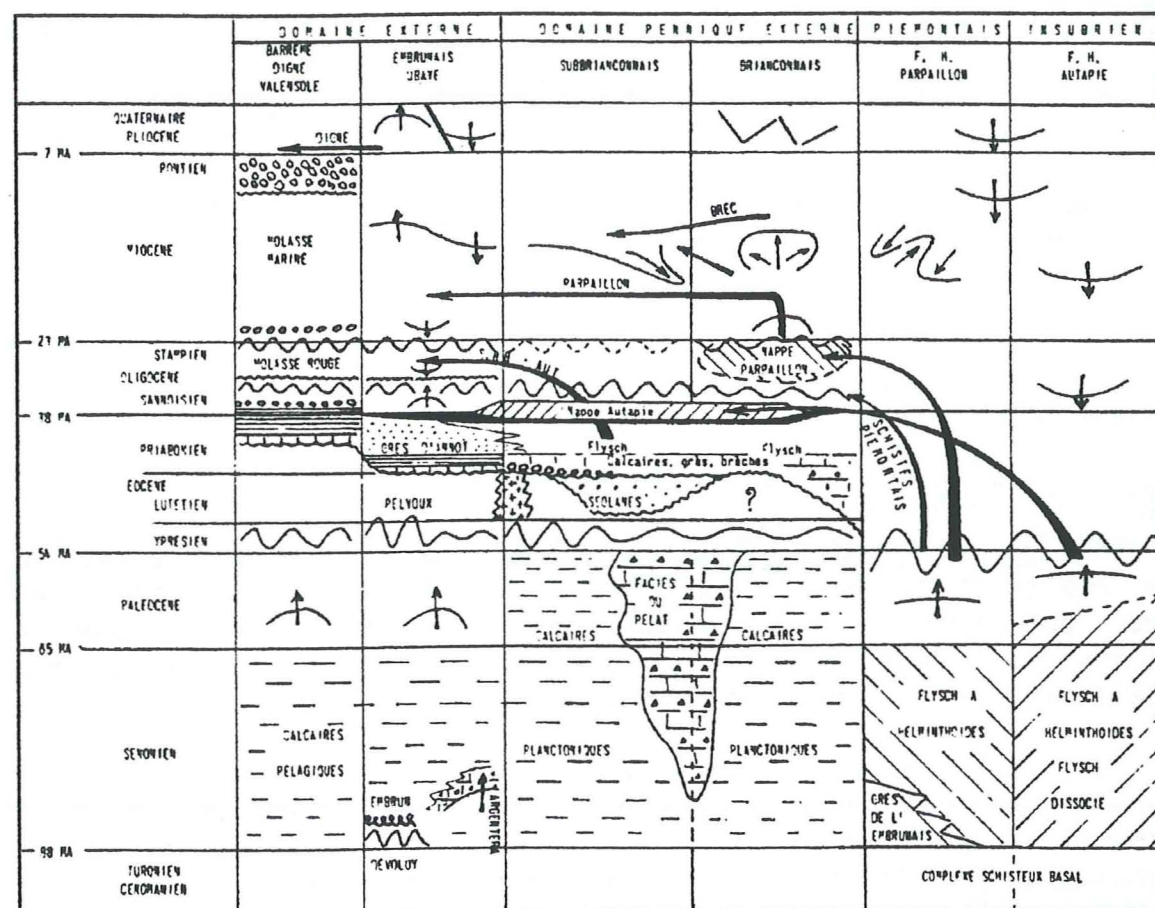 DOMAINE EXTERNE
DOMAINE PENNIQUE EXTERNE
PIEMONTAIS
INSUBRIEN
BARREME
DIGNE
VALENSOLE
EMBRUNAIS
UBAYE
SUBBRIANCONNAIS
BRIANCONNAIS
F. H.
PARPAILLON
F. H.
AUTAPIE
QUATERNAIRE
PLIOCENE
DIGNE
7 MA
PONTIEN
BREC
MIOCENE
MOLASSE
MARINE
PARPAILLON
21 MA
STAMPIEN
MOLASSE ROUGE
AUT
NAPPE
PARPAILLON
OLIGOCENE
SANNOISIEN
38 MA
Nappe Autapie
SCHISTES
PIEMONTAIS
PRIABONIEN
GRES D'ANNOT
Flysch
Calcaires, grès, brèches
Flysch
EOCENE
LUTETIEN
PELVOUX
SEOLANES
?
YPRESIEN
54 MA
PALEOCENE
FACIES
DU
PELAT
CALCAIRES
CALCAIRES
65 MA
FLYSCH A
HELMINTHOIDES
FLYSCH A
HELMINTHOIDES
FLYSCH
DISSOCIE
SENONIEN
CALCAIRES
PELAGIQUES
PLANCTONIQUES
PLANCTONIQUES
EMBRUN
ARGENTERA
GRES
DE L'
EMBRUNAIS
98 MA
DEVOLUY
TURONIEN
CENOMANIEN
COMPLEXE SCHISTEUX BASAL